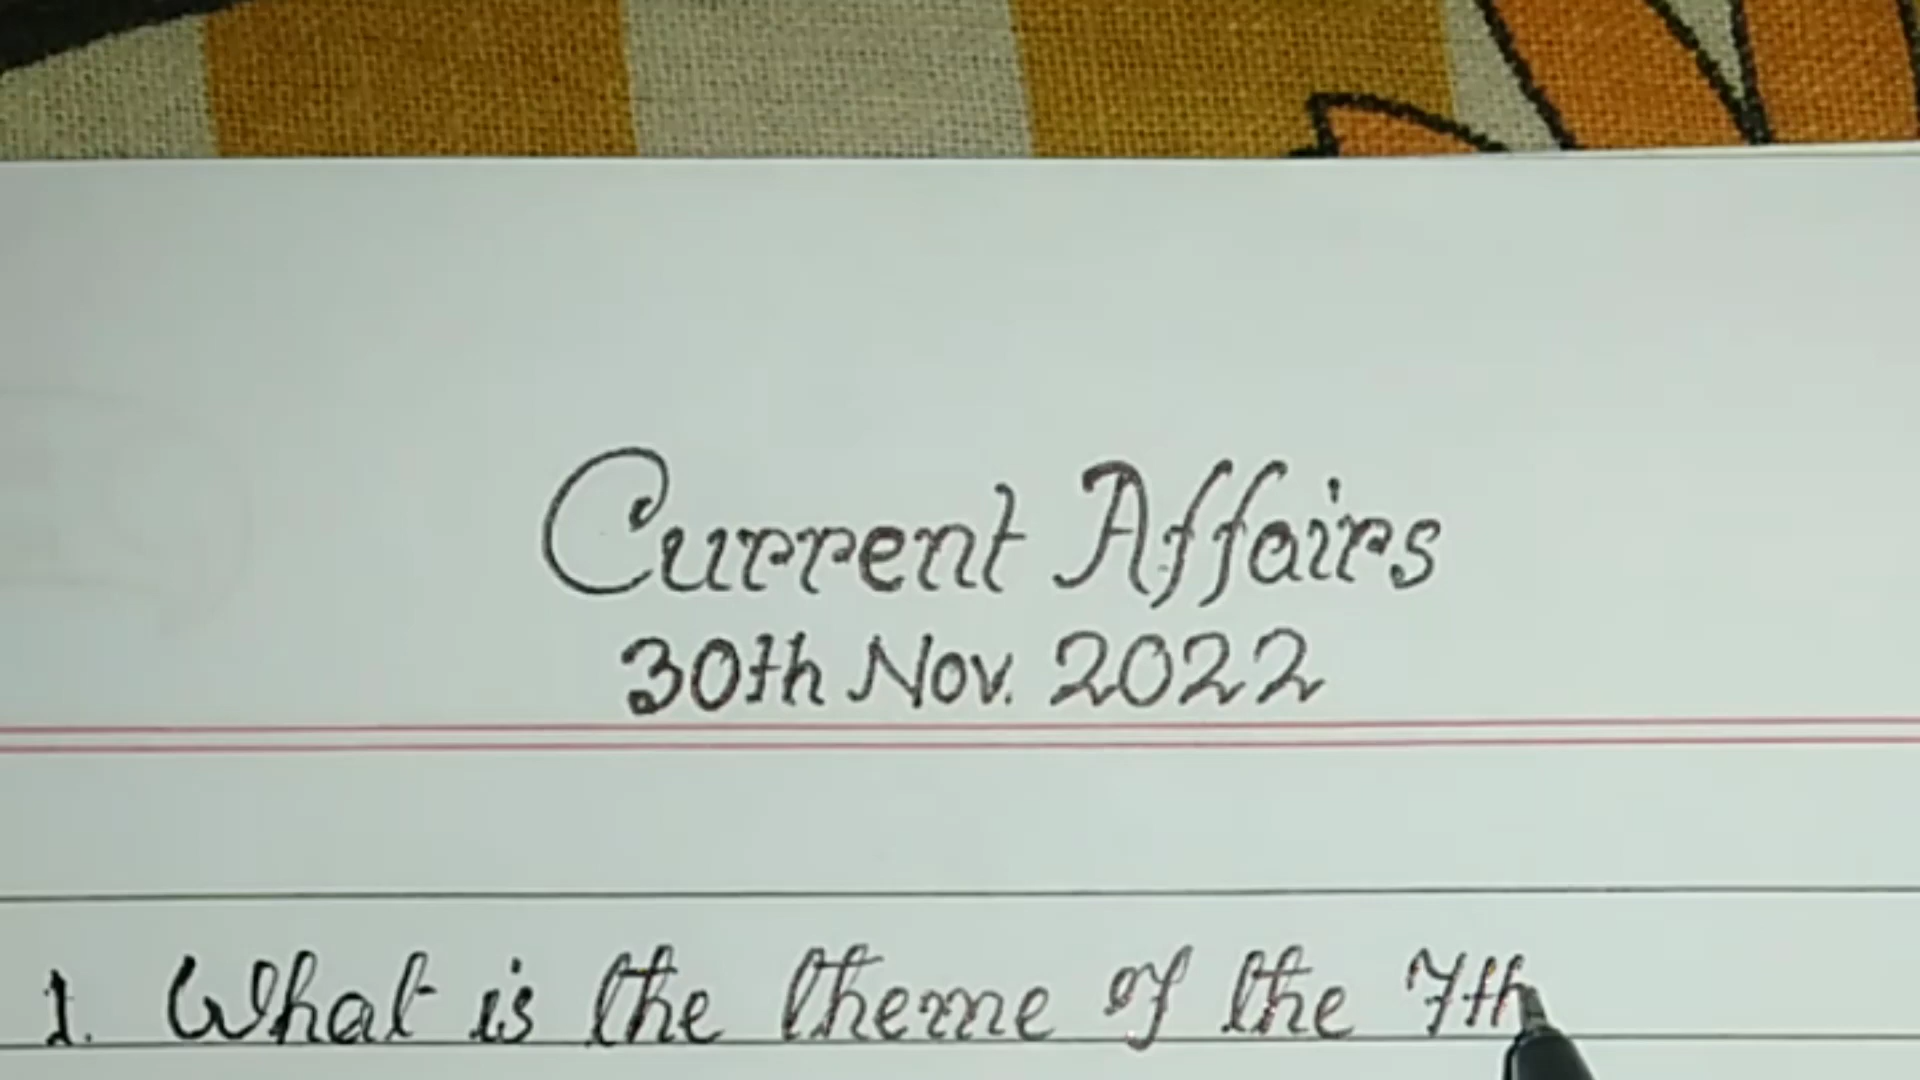 Current Affairs
30th Nov. 2022
1. What is the theme of the 7th